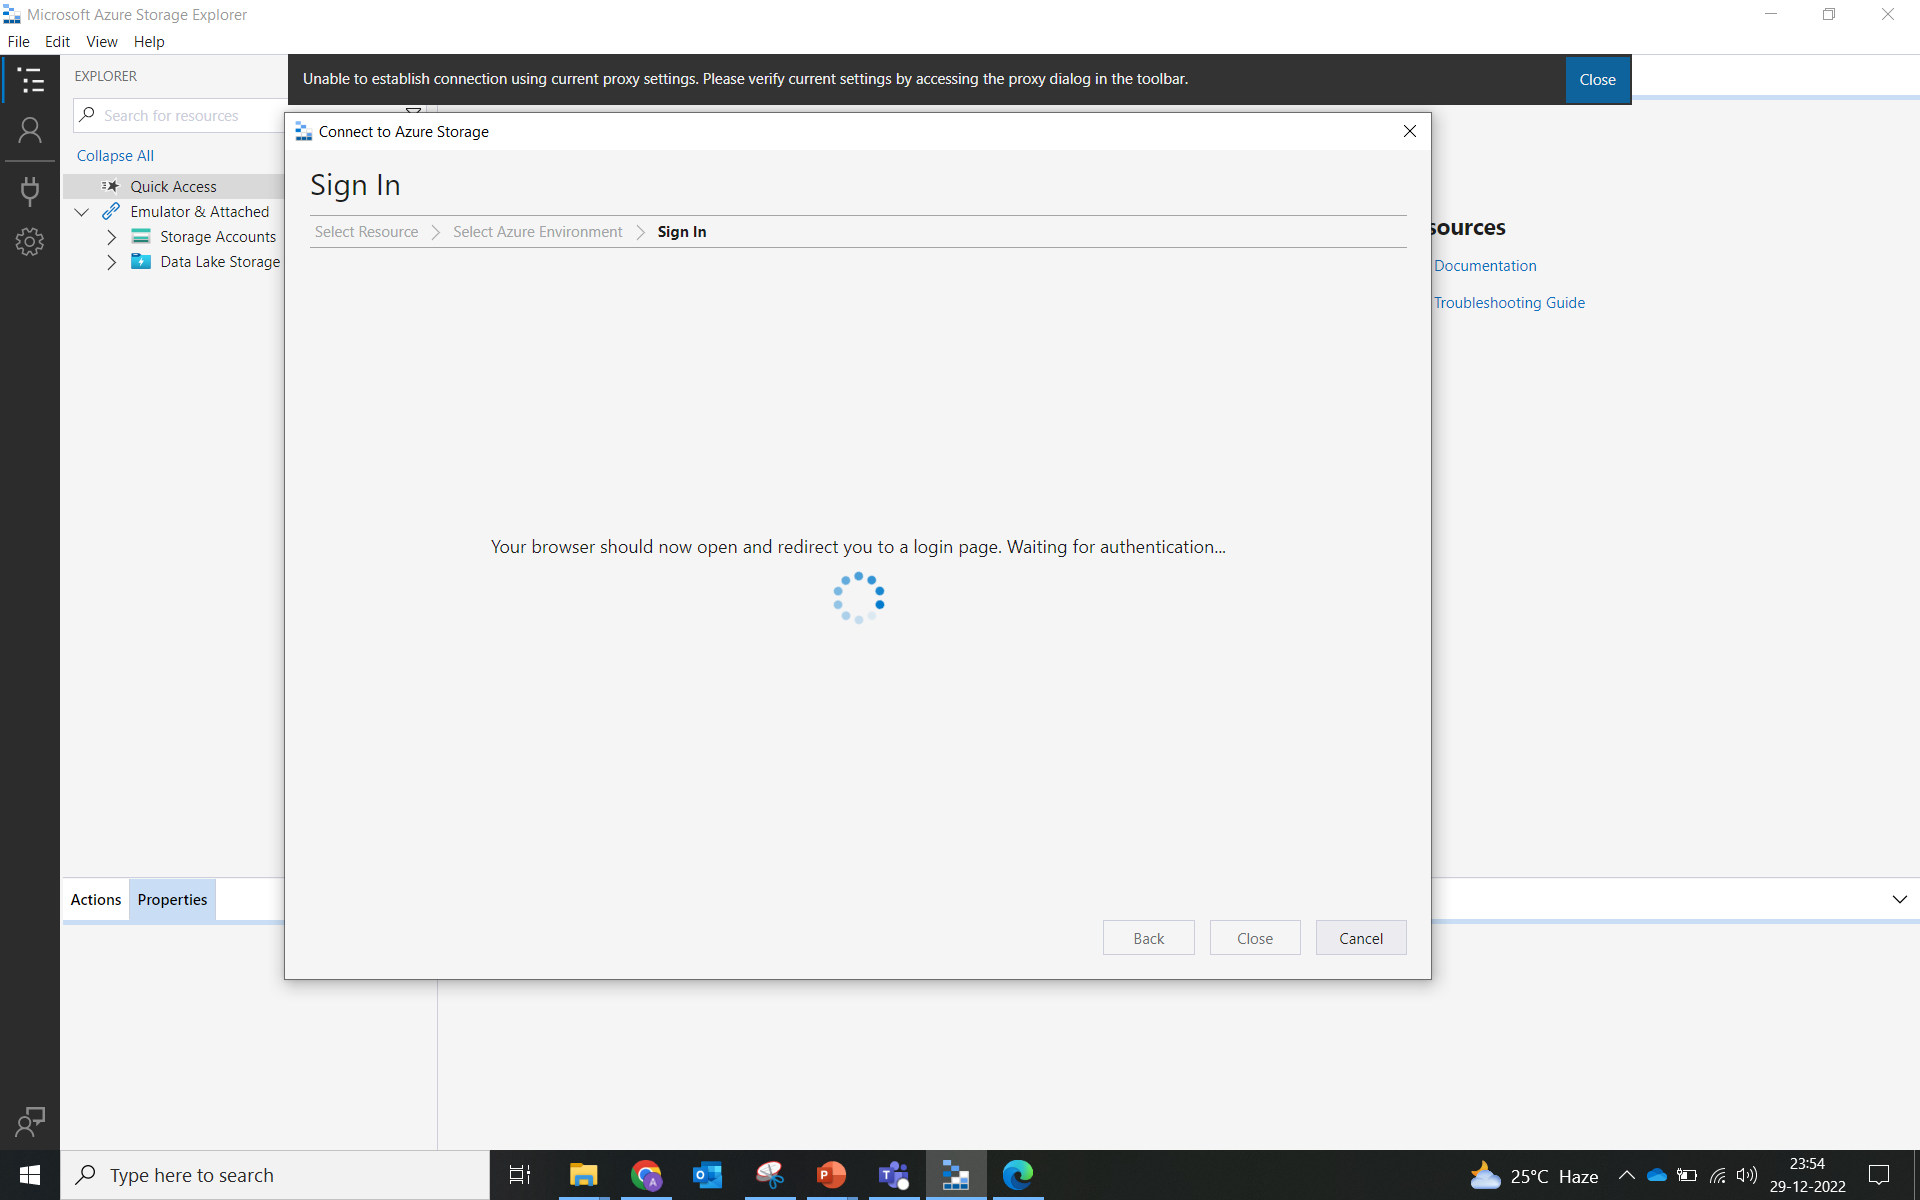 Microsoft Azure Storage Explorer
File Edit View Help
EXPLORER
Unable to establish connection using current proxy settings. Please verify current settings by accessing the proxy dialog in the toolbar.
Close
Search for resources
Collapse All
Quick Access
Emulator & Attached
Storage Accounts
Data Lake Storage
Connect to Azure Storage
Sign In
Select Resource Select Azure Environment Sign In
Your browser should now open and redirect you to a login page. Waiting for authentication...
Back Close Cancel
sources
Documentation
Troubleshooting Guide
Actions Properties
Type here to search
25°C Haze
23:54
29-12-2022